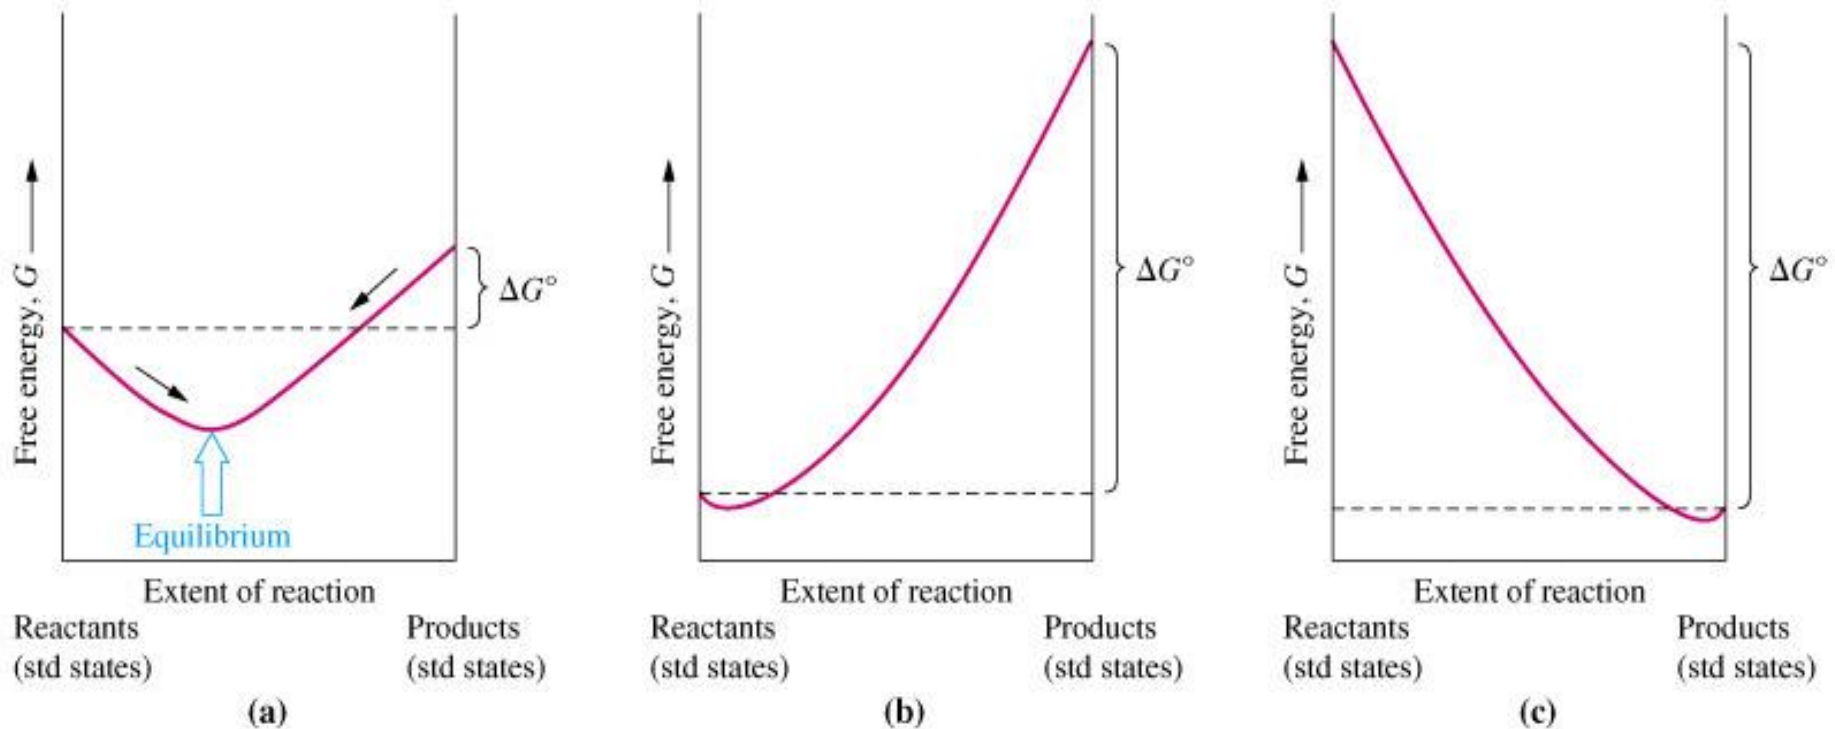 Free energy, G
ΔG°
Equilibrium
Extent of reaction
Reactants
(std states)
Products
(std states)
(a)
Free energy, G
ΔG°
Extent of reaction
Reactants
(std states)
Products
(std states)
(b)
Free energy, G
ΔG°
Extent of reaction
Reactants
(std states)
Products
(std states)
(c)